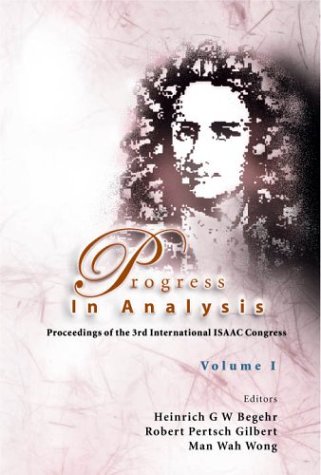 Progress
In Analysis
Proceedings of the 3rd International ISAAC Congress
Volume I
Editors
Heinrich G W Begehr
Robert Pertsch Gilbert
Man Wah Wong